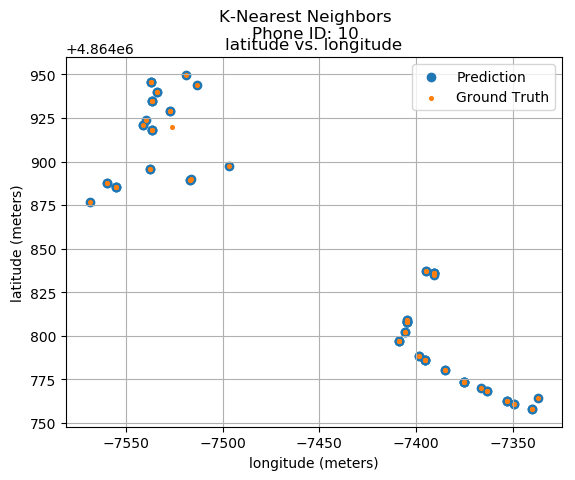 K-Nearest Neighbors
Phone ID: 10
latitude vs. longitude
+4.864e6
Prediction
Ground Truth
950
925
900
875
850
825
800
775
750
latitude (meters)
−7550
−7500
−7450
−7400
−7350
longitude (meters)